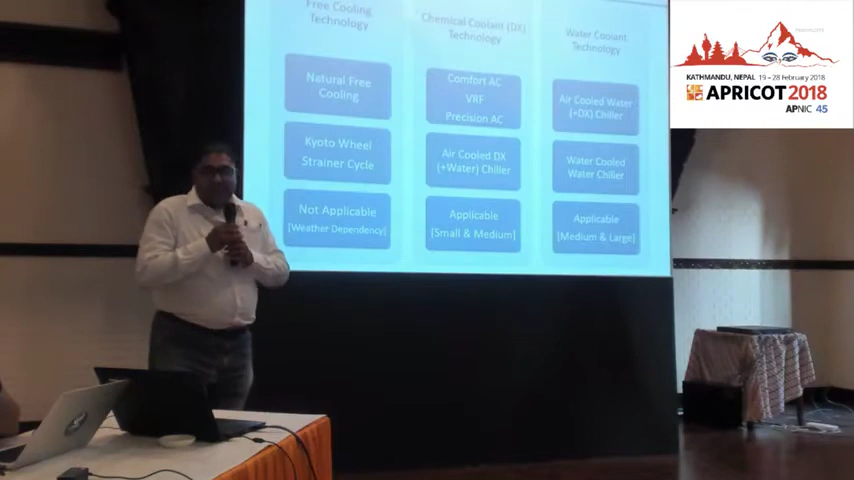 Free Cooling
Technology
Natural Free
Cooling
Kyoto Wheel
Strainer Cycle
Not Applicable
[Weather Dependency]
Chemical Coolant (DX)
Technology
Comfort AC
VRF
Precision AC
Air Cooled DX
(+Water) Chiller
Applicable
[Small & Medium]
Water Coolant
Technology
Air Cooled Water
(+DX) Chiller
Water Cooled
Water Chiller
Applicable
[Medium & Large]
KATHMANDU, NEPAL 19 – 28 February 2018
APRICOT 2018
APNIC 45